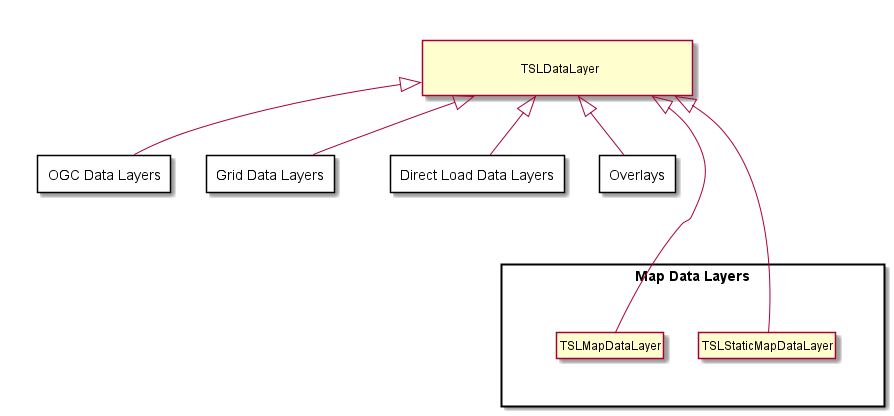 TSLDataLayer
OGC Data Layers
Grid Data Layers
Direct Load Data Layers
Overlays
Map Data Layers
TSLMapDataLayer
TSLStaticMapDataLayer